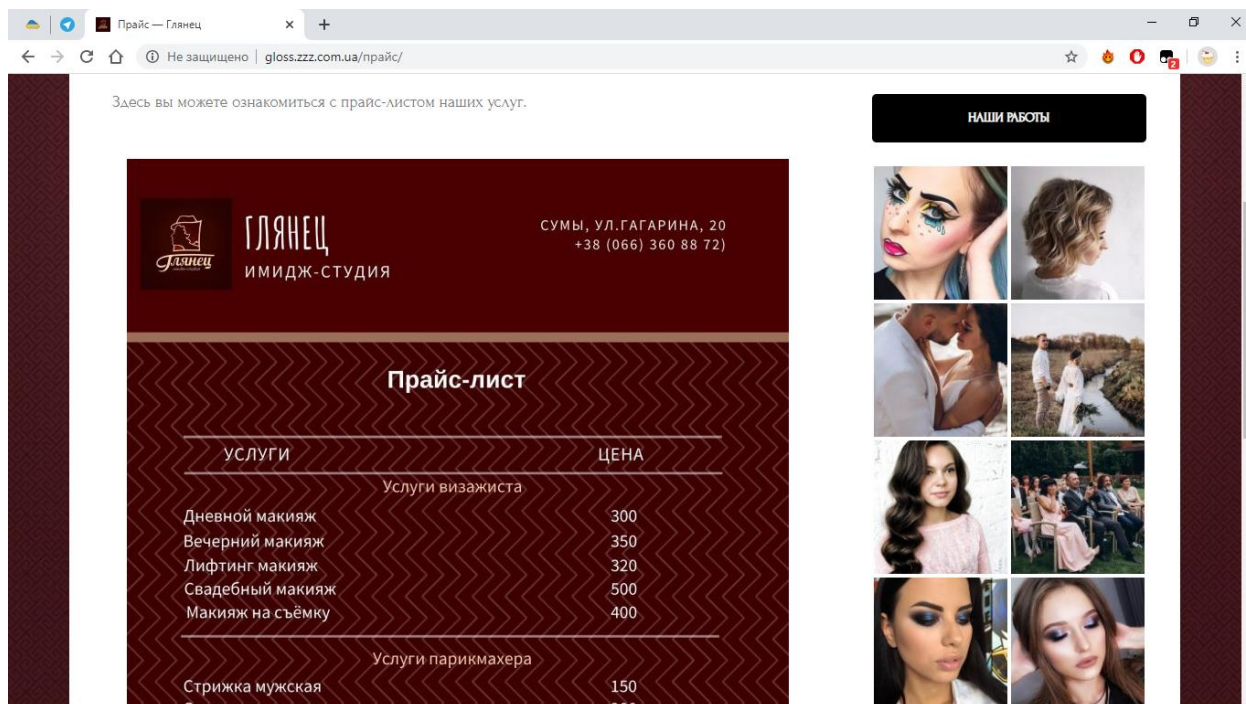 Прайс — Глянец
Не защищено
gloss.zzz.com.ua/прайс/
2
Здесь вы можете ознакомиться с прайс-листом наших услуг.
НАШИ РАБОТЫ
Глянец
ГЛЯНЕЦ
ИМИДЖ-СТУДИЯ
СУМЫ, УЛ.ГАГАРИНА, 20
+38 (066) 360 88 72)
Прайс-лист
УСЛУГИ ЦЕНА
Услуги визажиста
Дневной макияж 300
Вечерний макияж 350
Лифтинг макияж 320
Свадебный макияж 500
Макияж на съёмку 400
Услуги парикмахера
Стрижка мужская 150